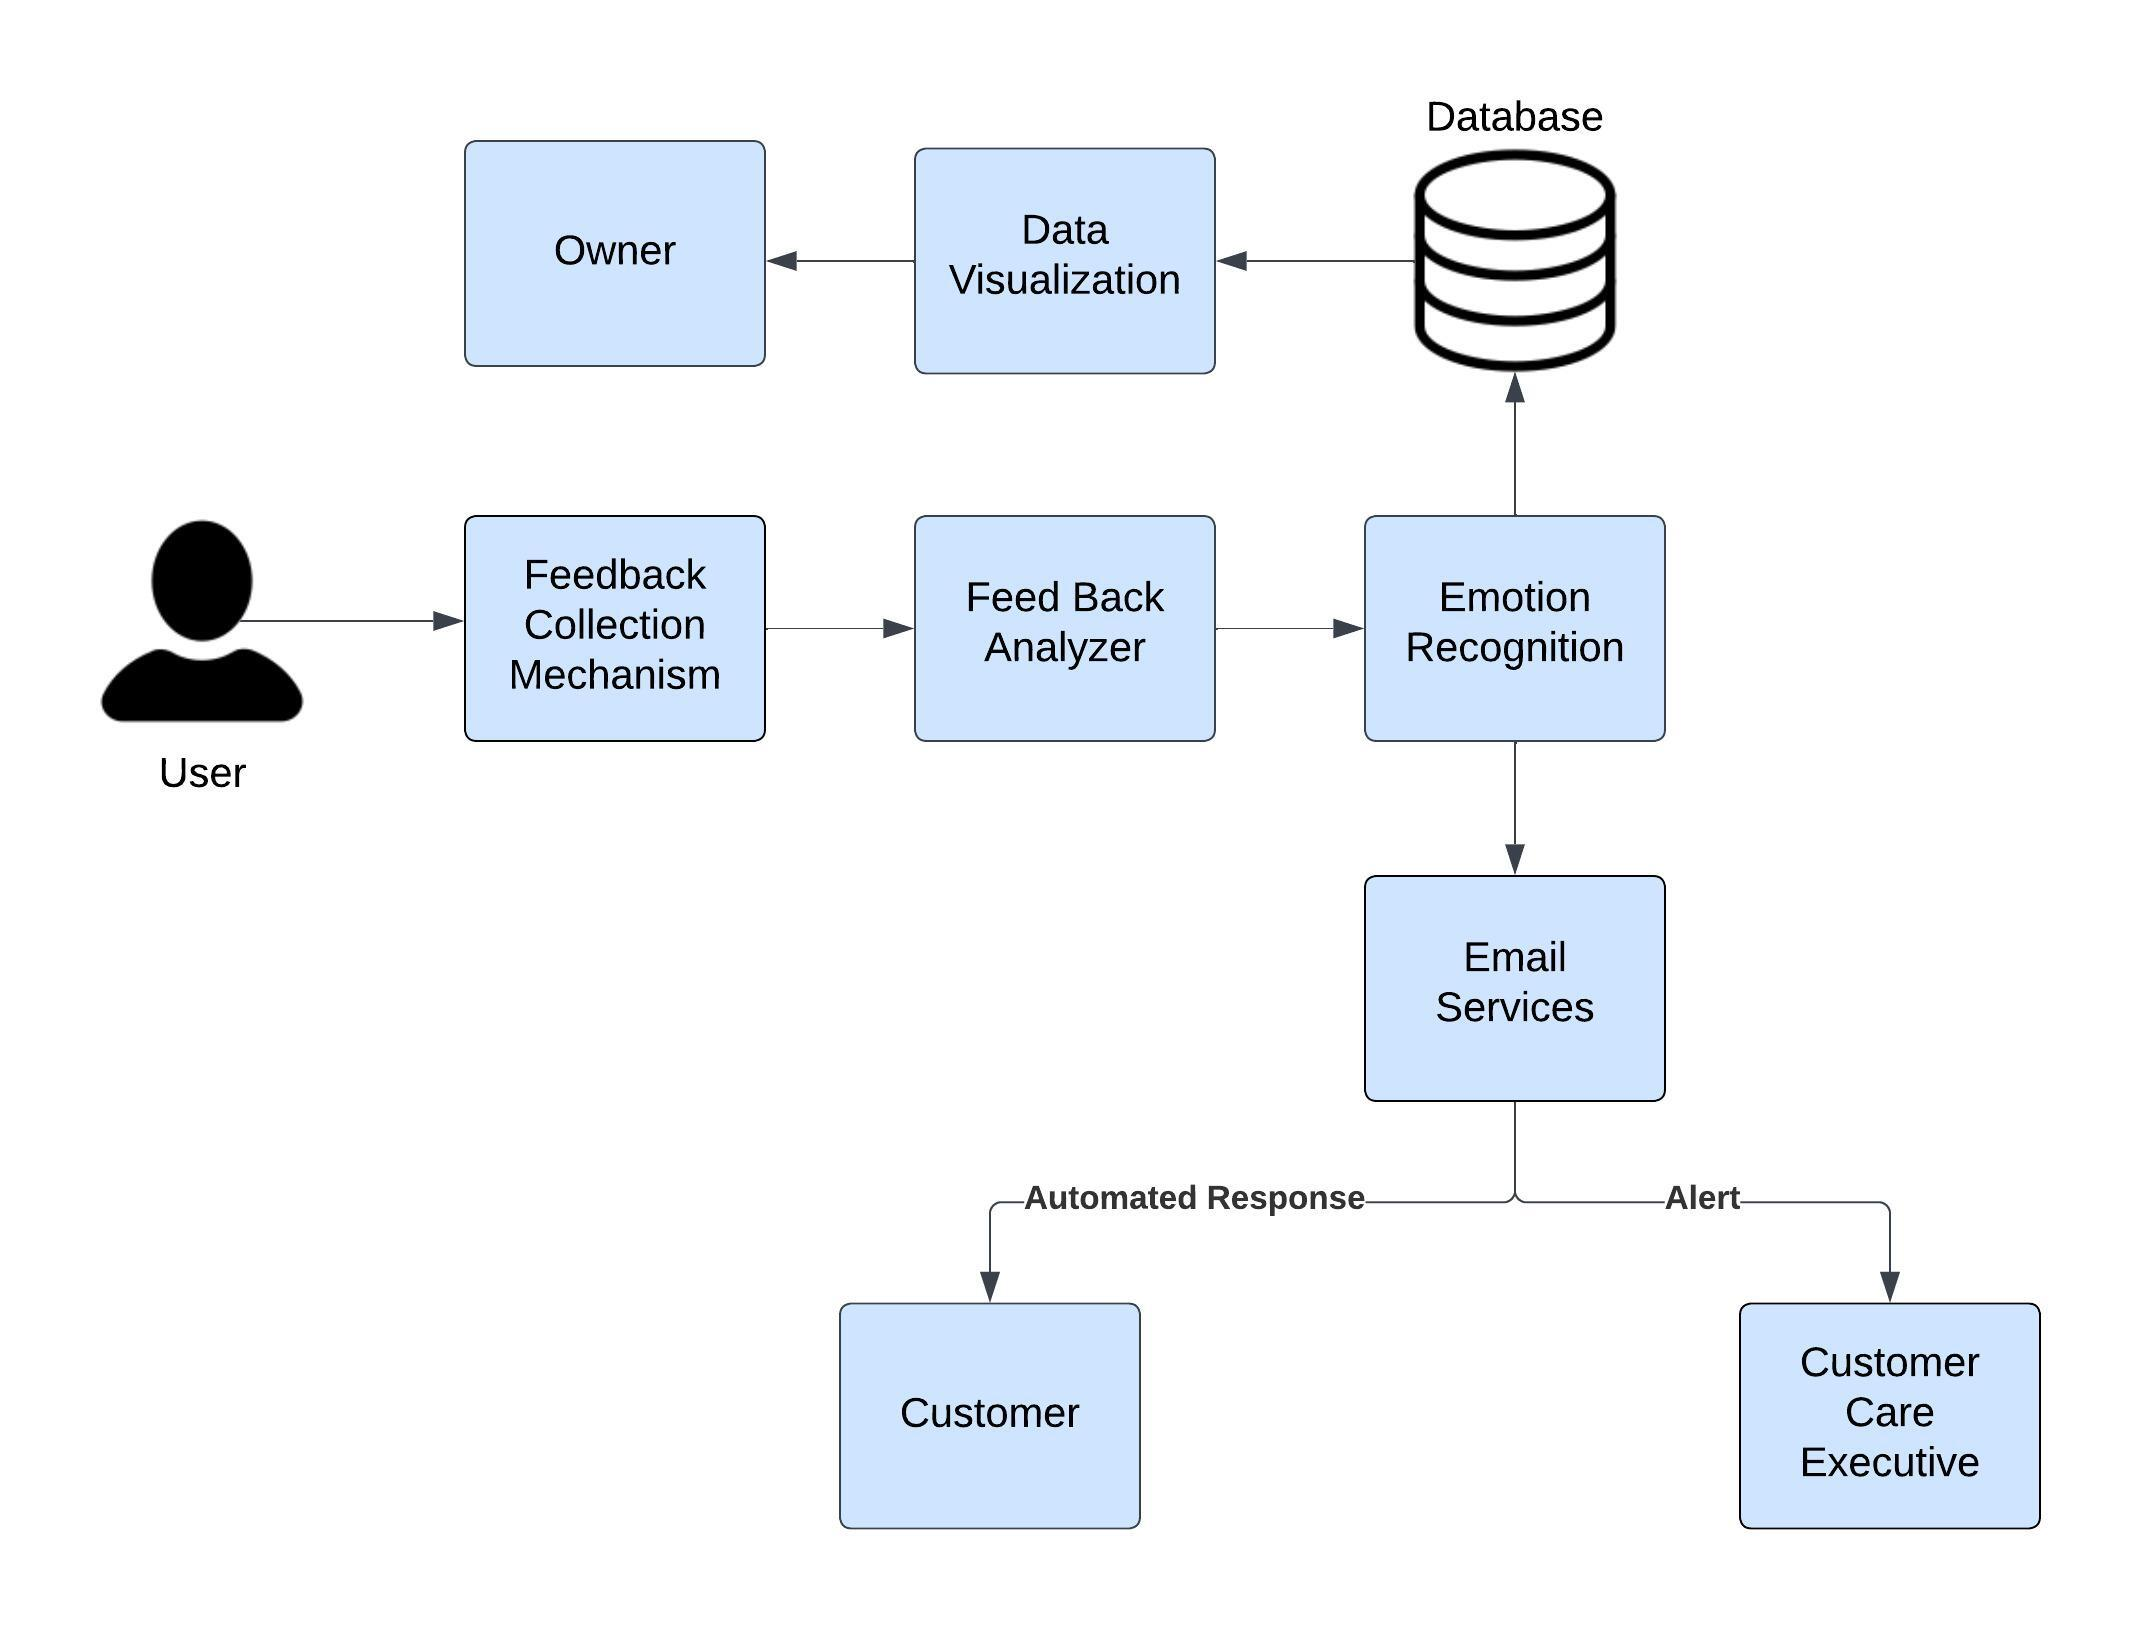 Database
Owner
Data
Visualization
Feedback
Collection
Mechanism
Feed Back
Analyzer
Emotion
Recognition
User
Email
Services
Automated Response
Alert
Customer
Customer
Care
Executive